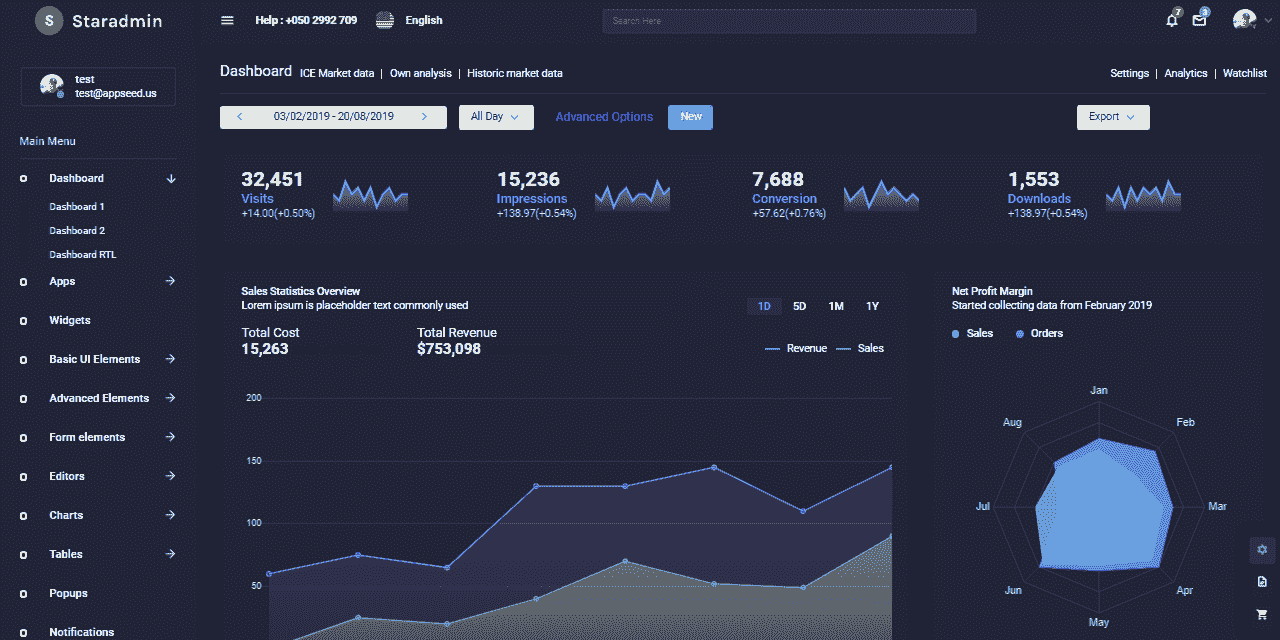 S Staradmin
Help : +050 2992 709
English
Search Here
7
3
test
test@appseed.us
Dashboard
ICE Market data | Own analysis | Historic market data
Settings | Analytics | Watchlist
03/02/2019 - 20/08/2019
All Day
Advanced Options
New
Export
Main Menu
Dashboard
Dashboard 1
Dashboard 2
Dashboard RTL
Apps
Widgets
Basic UI Elements
Advanced Elements
Form elements
Editors
Charts
Tables
Popups
Notifications
32,451
Visits
+14.00(+0.50%)
15,236
Impressions
+138.97(+0.54%)
7,688
Conversion
+57.62(+0.76%)
1,553
Downloads
+138.97(+0.54%)
Sales Statistics Overview
Lorem ipsum is placeholder text commonly used
1D 5D 1M 1Y
Total Cost
15,263
Total Revenue
$753,098
Revenue Sales
200
150
100
50
Net Profit Margin
Started collecting data from February 2019
Sales Orders
Jan
Feb
Mar
Apr
May
Jun
Jul
Aug